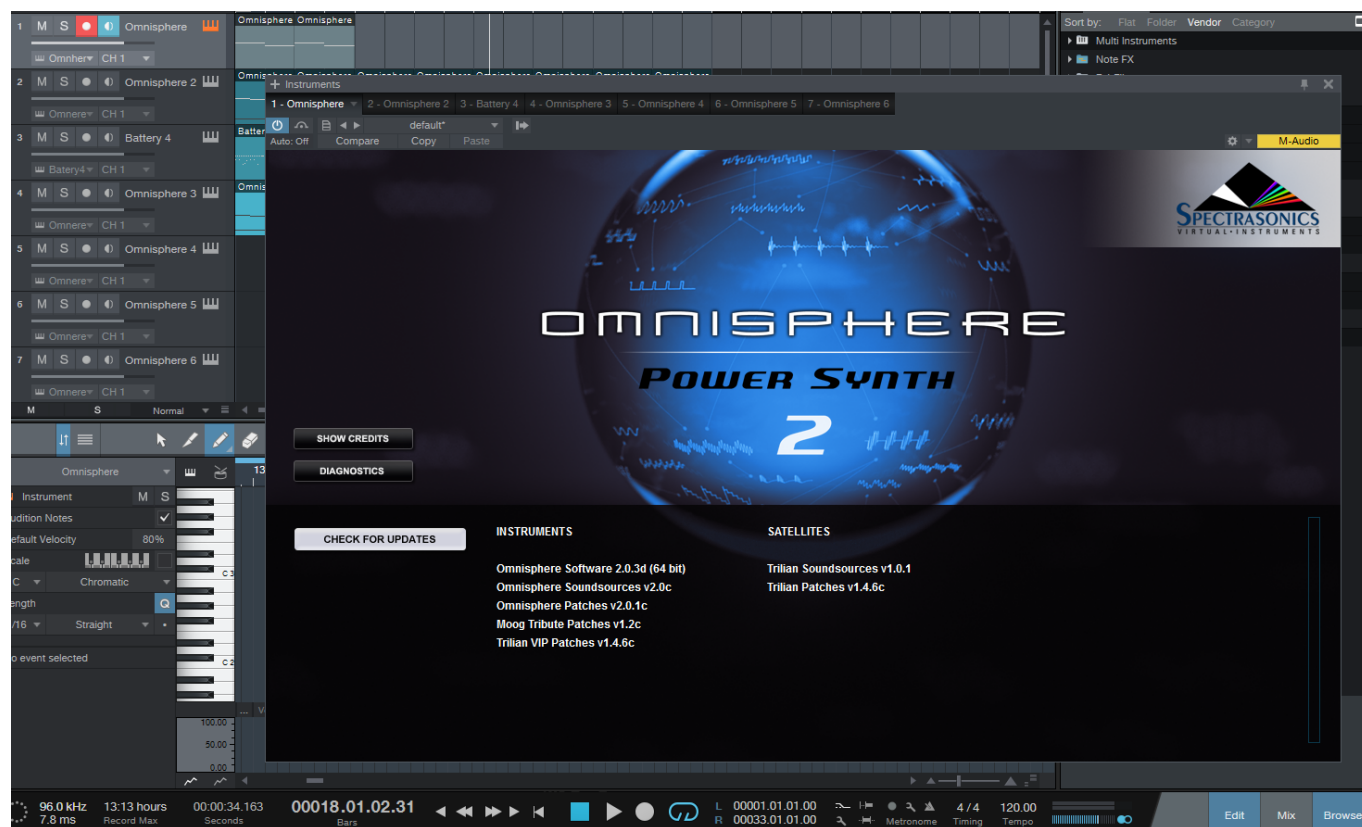 1 M S Omnisphere
Omnher CH 1
2 M S Omnisphere 2
Omnere CH 1
3 M S Battery 4
Batery4 CH 1
4 M S Omnisphere 3
Omnere CH 1
5 M S Omnisphere 4
Omnere CH 1
6 M S Omnisphere 5
Omnere CH 1
7 M S Omnisphere 6
Omnere CH 1
M S Normal
Omnisphere Omnisphere
Sort by: Flat Folder Vendor Category
Multi Instruments
Note FX
Instruments
1 - Omnisphere 2 - Omnisphere 2 3 - Battery 4 4 - Omnisphere 3 5 - Omnisphere 4 6 - Omnisphere 5 7 - Omnisphere 6
default*
Auto: Off Compare Copy Paste
M-Audio
SPECTRASONICS
VIRTUAL·INSTRUMENTS
OMNISPHERE
POWER SYNTH
2
SHOW CREDITS
DIAGNOSTICS
CHECK FOR UPDATES
INSTRUMENTS
Omnisphere Software 2.0.3d (64 bit)
Omnisphere Soundsources v2.0c
Omnisphere Patches v2.0.1c
Moog Tribute Patches v1.2c
Trilian VIP Patches v1.4.6c
SATELLITES
Trilian Soundsources v1.0.1
Trilian Patches v1.4.6c
Omnisphere
13
Instrument M S
udition Notes
efault Velocity 80%
cale
C Chromatic
ength Q
/16 Straight
o event selected
C 3
C 2
100.00
50.00
0.00
96.0 kHz
7.8 ms
13:13 hours
Record Max
00:00:34.163
Seconds
00018.01.02.31
Bars
L 00001.01.01.00
R 00033.01.01.00
Metronome
4 / 4
Timing
120.00
Tempo
Edit Mix Browse